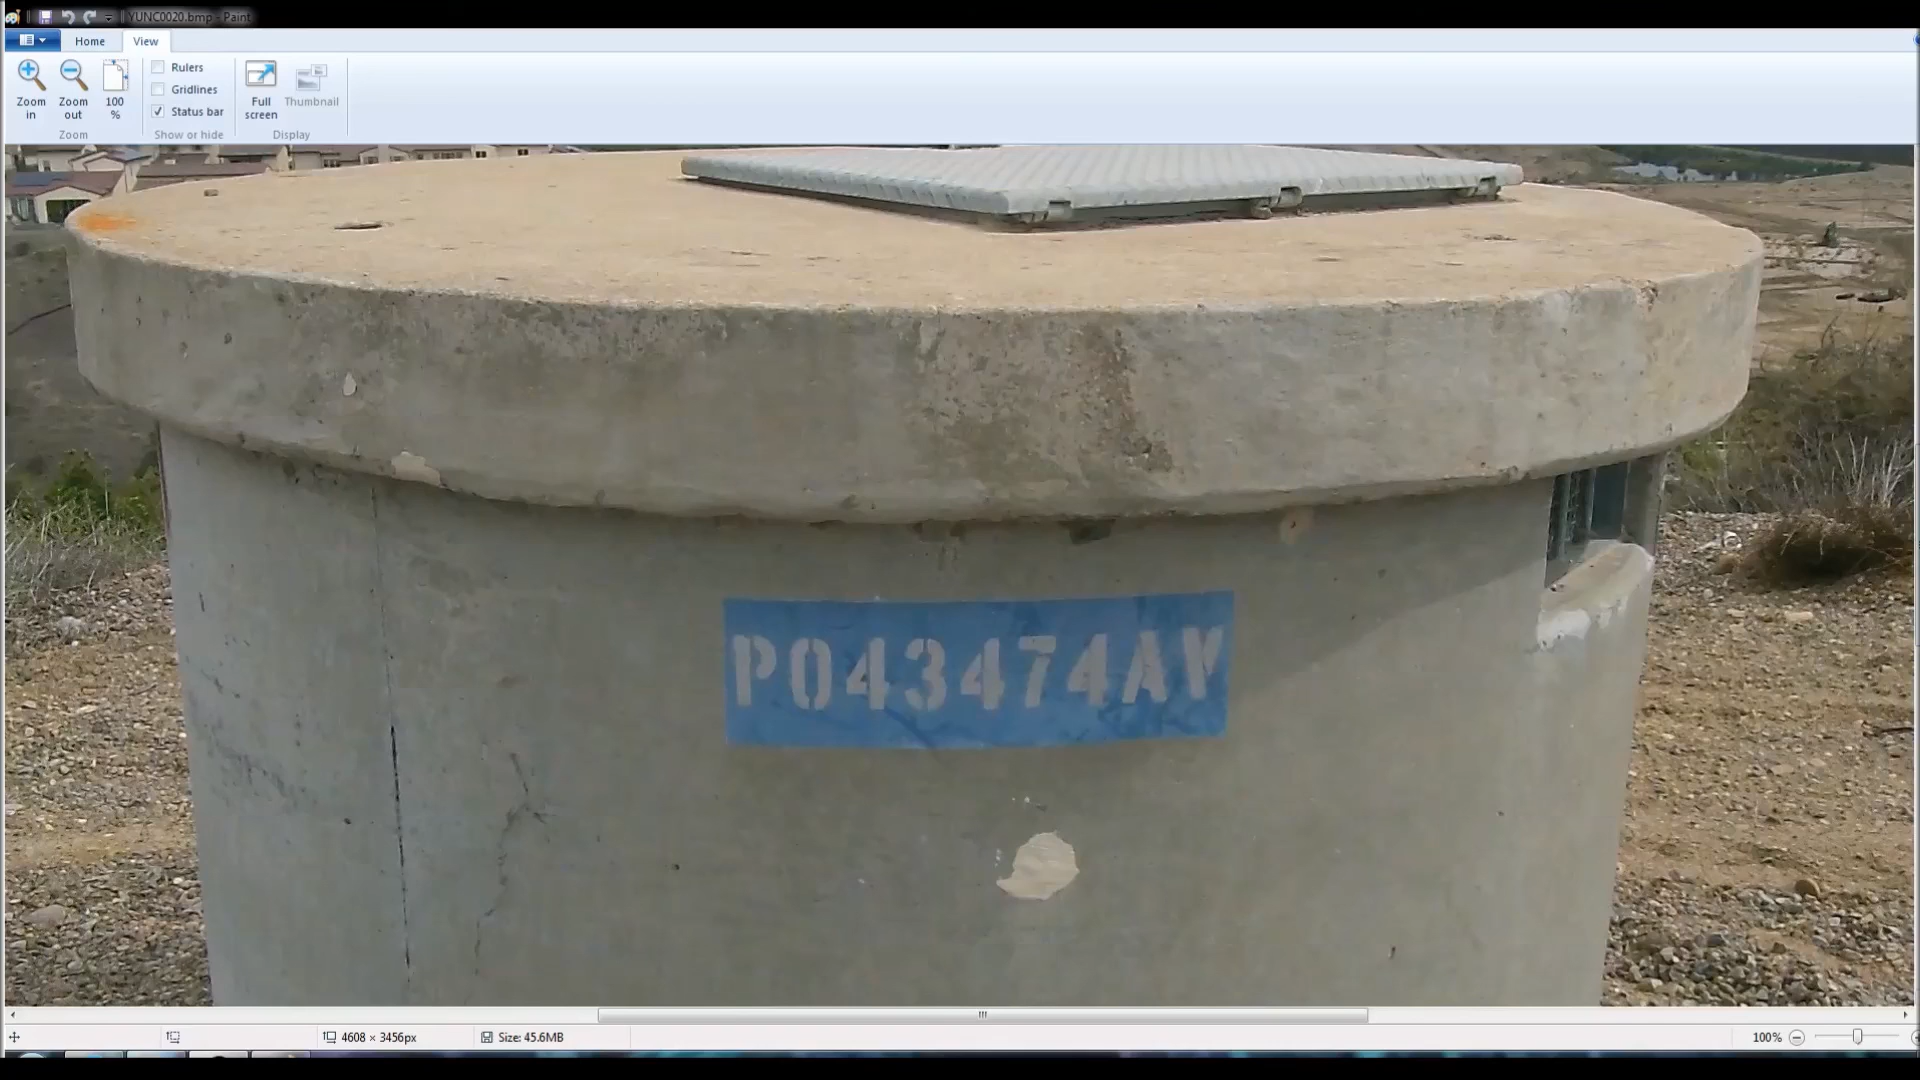 YUNC0020.bmp - Paint
Home View
Zoom in
Zoom out
100 %
Rulers
Gridlines
Status bar
Full screen
Thumbnail
Zoom
Show or hide
Display
P043474AV
4608 × 3456px
Size: 45.6MB
100%